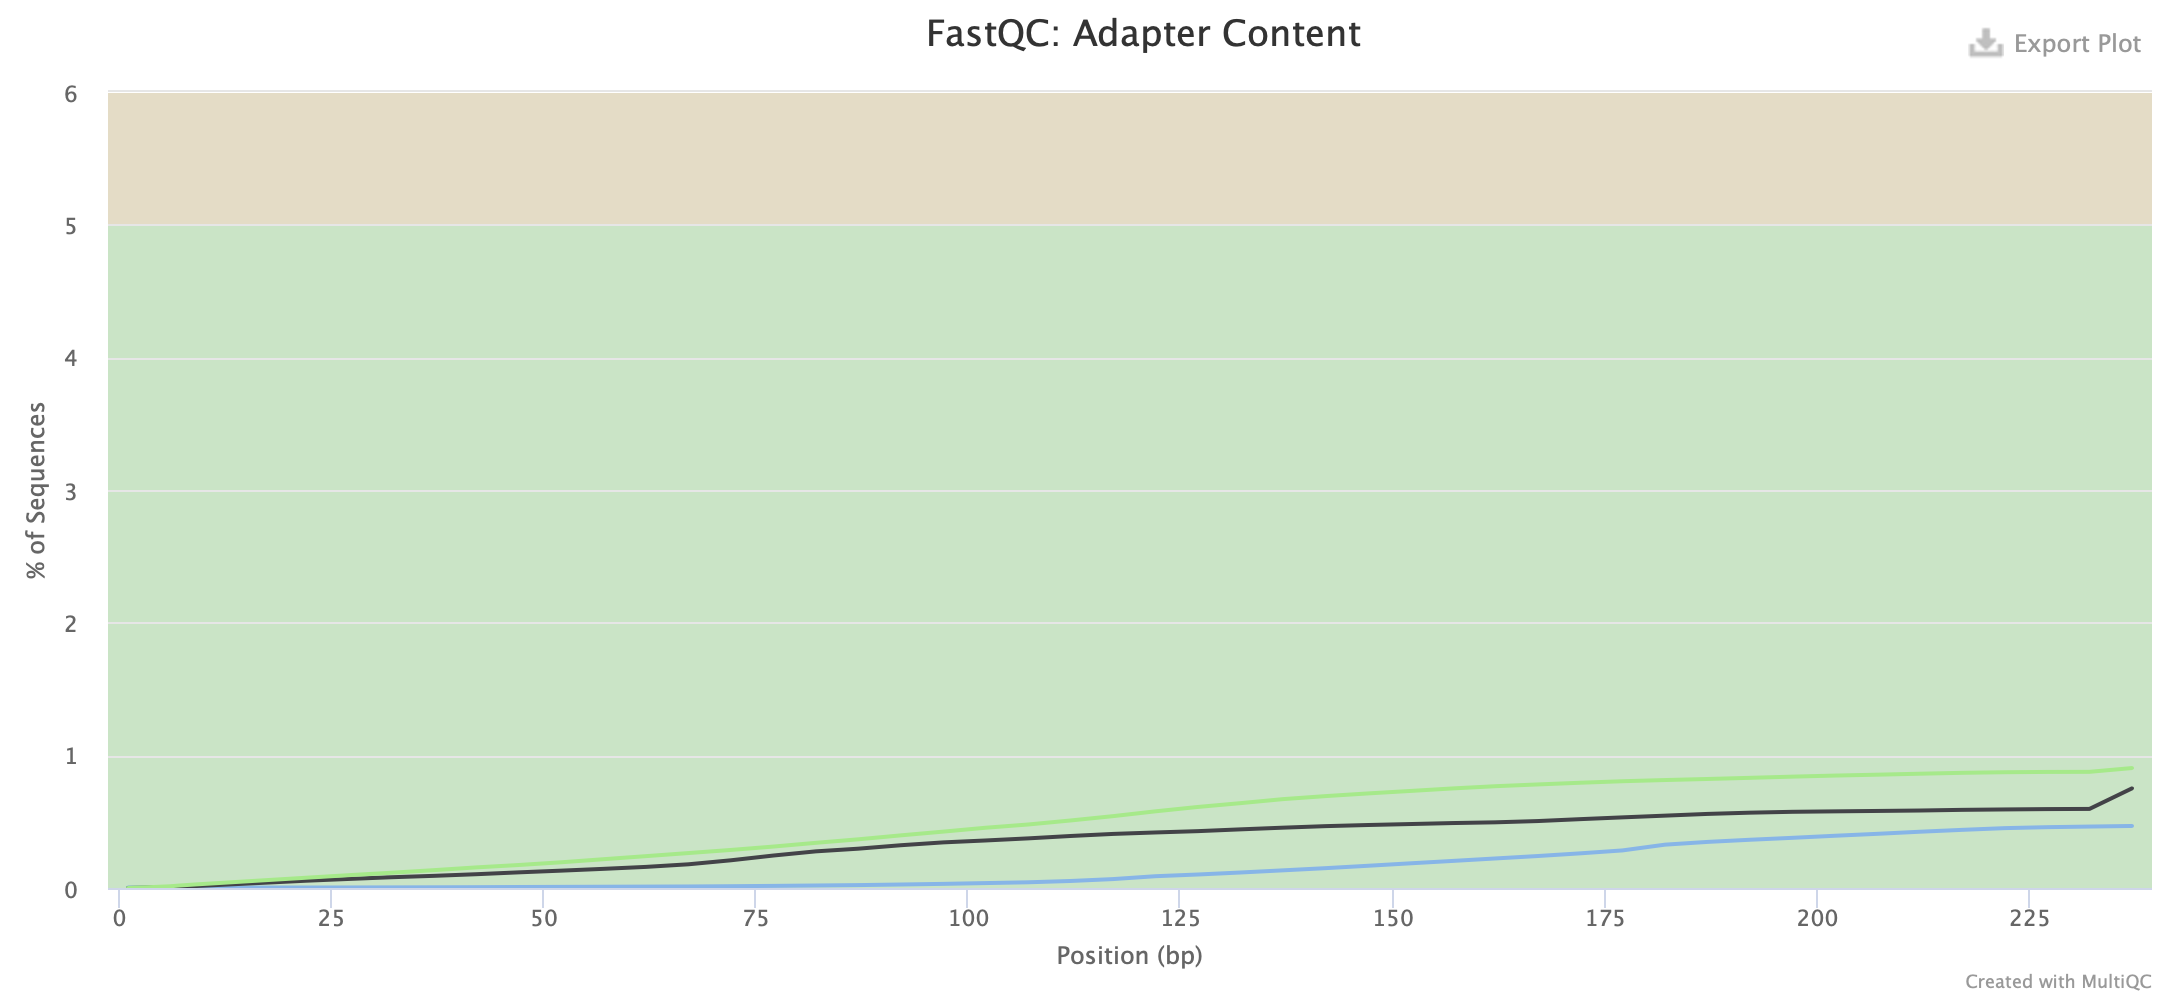 FastQC: Adapter Content
Export Plot
6
5
4
3
2
1
0
% of Sequences
0 25 50 75 100 125 150 175 200 225
Position (bp)
Created with MultiQC